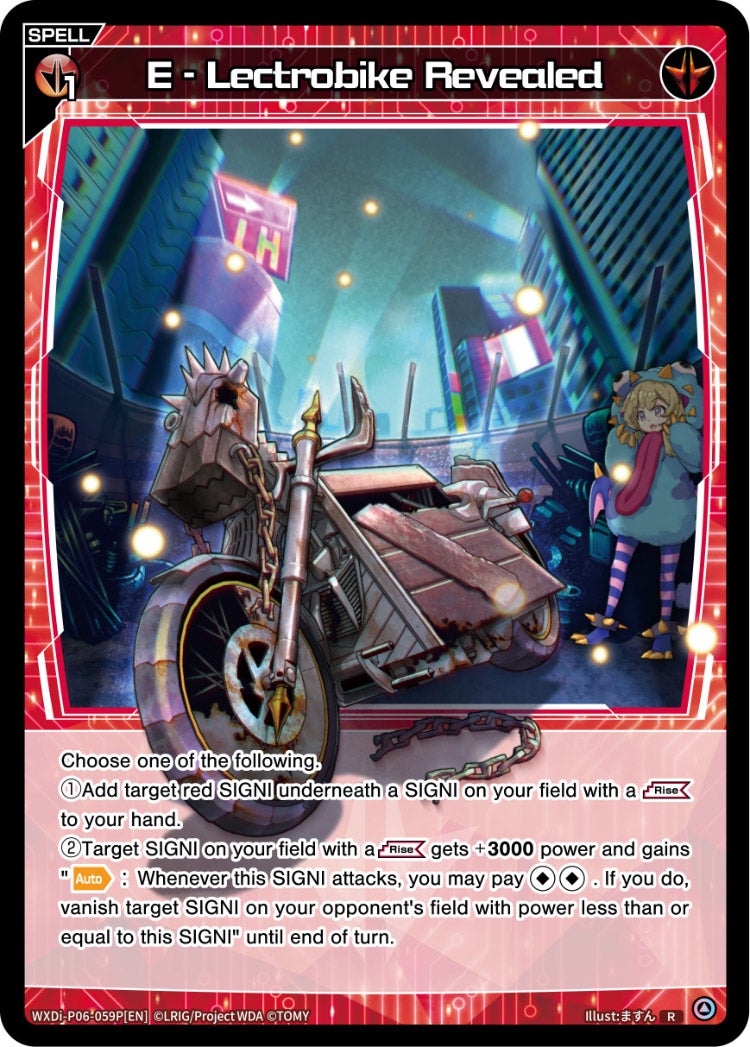 SPELL
1
E - Lectrobike Revealed
LH
Choose one of the following.
①Add target red SIGNI underneath a SIGNI on your field with a Rise
to your hand.
②Target SIGNI on your field with a Rise gets +3000 power and gains
" Auto : Whenever this SIGNI attacks, you may pay ◆ ◆ . If you do,
vanish target SIGNI on your opponent's field with power less than or
equal to this SIGNI" until end of turn.
WXDi-P06-059P[EN] ©LRIG/Project WDA ©TOMY Illust:ますん R